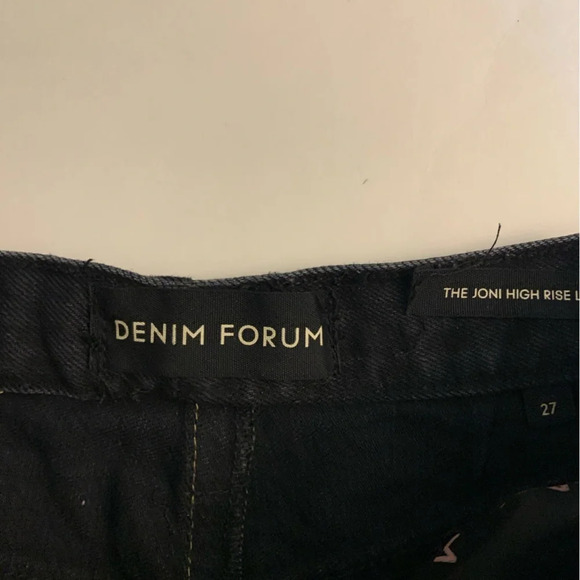 DENIM FORUM
THE JONI HIGH RISE L
27